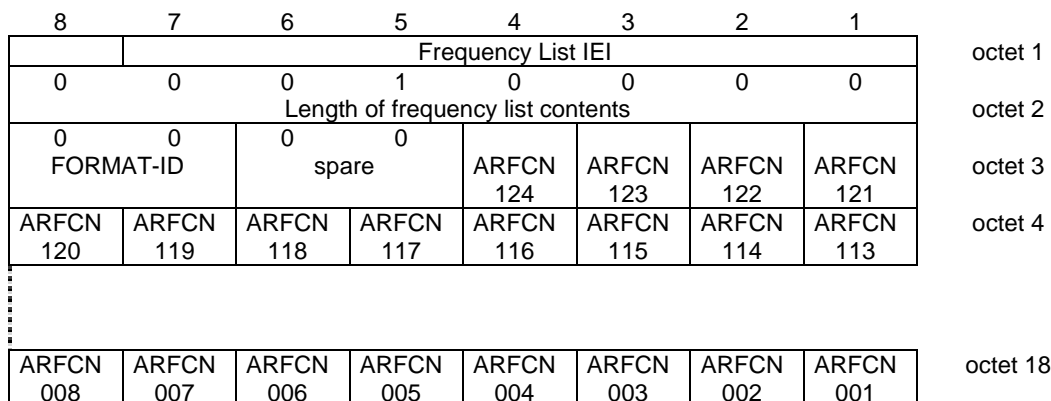 8 7 6 5 4 3 2 1
Frequency List IEI octet 1
0 0 0 1 0 0 0 0
Length of frequency list contents octet 2
0 0 0 0
FORMAT-ID spare ARFCN ARFCN ARFCN ARFCN octet 3
124 123 122 121
ARFCN ARFCN ARFCN ARFCN ARFCN ARFCN ARFCN ARFCN octet 4
120 119 118 117 116 115 114 113
ARFCN ARFCN ARFCN ARFCN ARFCN ARFCN ARFCN ARFCN octet 18
008 007 006 005 004 003 002 001